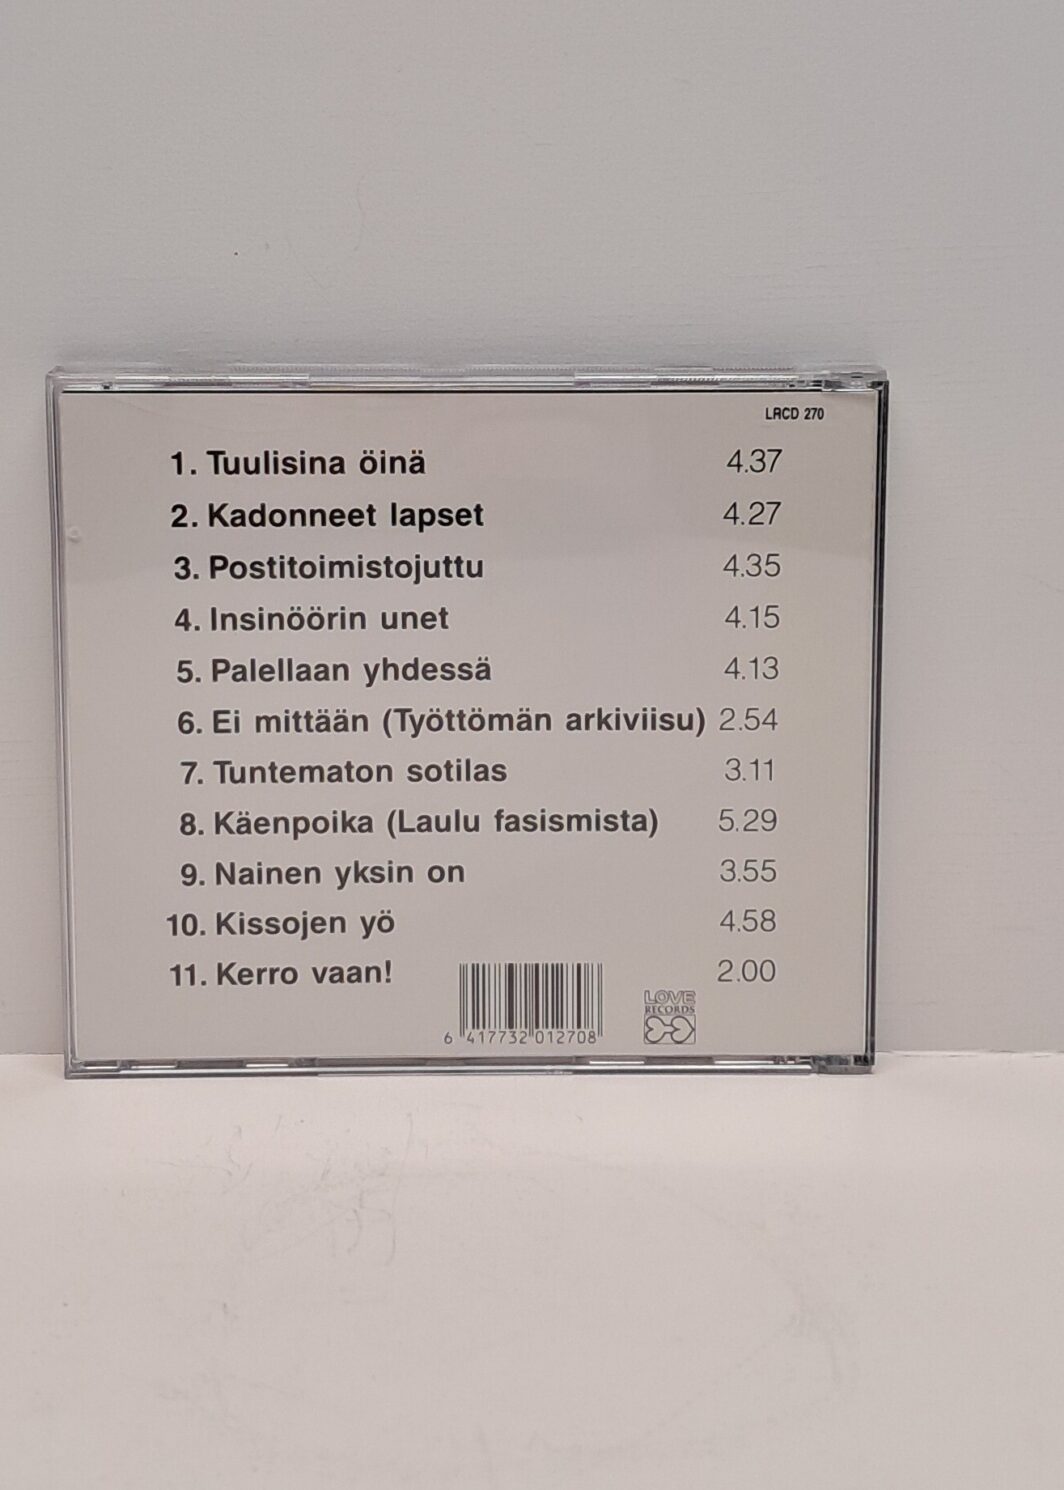 LRCD 270
1. Tuulisina öinä 4.37
2. Kadonneet lapset 4.27
3. Postitoimistojuttu 4.35
4. Insinöörin unet 4.15
5. Palellaan yhdessä 4.13
6. Ei mittään (Työttömän arkiviisu) 2.54
7. Tuntematon sotilas 3.11
8. Käenpoika (Laulu fasismista) 5.29
9. Nainen yksin on 3.55
10. Kissojen yö 4.58
11. Kerro vaan! 2.00
6 417732 012708
LOVE
RECORDS